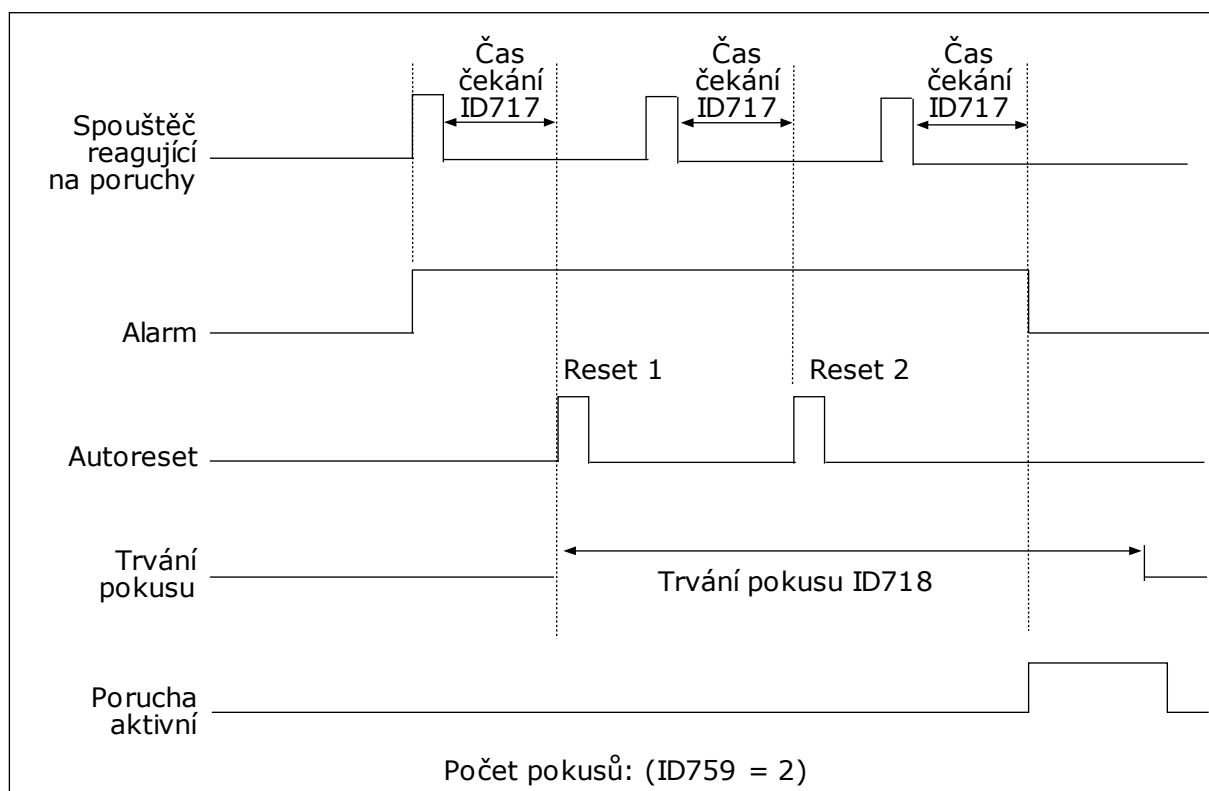 Čas
čekání
ID717
Čas
čekání
ID717
Čas
čekání
ID717
Spouštěč
reagující
na poruchy
Alarm
Reset 1
Reset 2
Autoreset
Trvání
pokusu
Trvání pokusu ID718
Porucha
aktivní
Počet pokusů: (ID759 = 2)